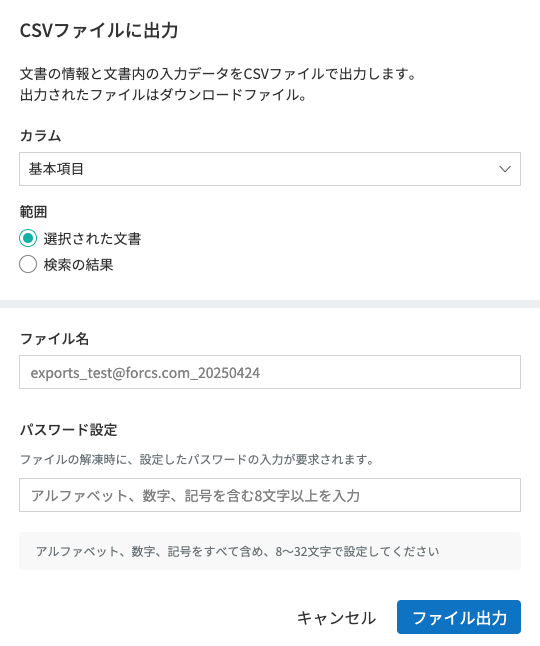 CSVファイルに出力
文書の情報と文書内の入力データをCSVファイルで出力します。
出力されたファイルはダウンロードファイル。
カラム
基本項目
範囲
選択された文書
検索の結果
ファイル名
exports_test@forcs.com_20250424
パスワード設定
ファイルの解凍時に、設定したパスワードの入力が要求されます。
アルファベット、数字、記号を含む8文字以上を入力
アルファベット、数字、記号をすべて含め、8～32文字で設定してください
キャンセル
ファイル出力